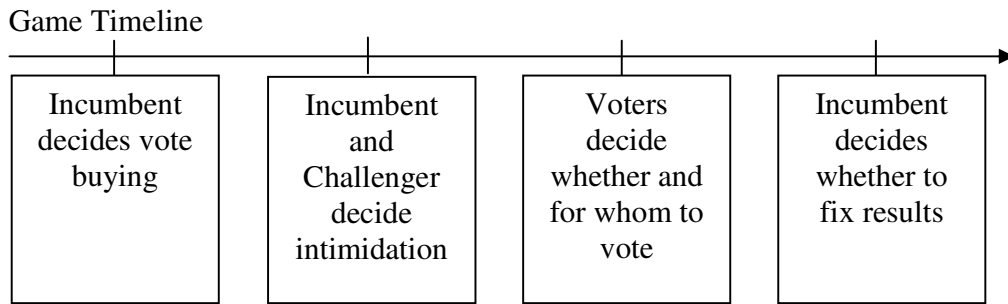 Game Timeline
Incumbent
decides vote
buying
Incumbent
and
Challenger
decide
intimidation
Voters
decide
whether and
for whom to
vote
Incumbent
decides
whether to
fix results